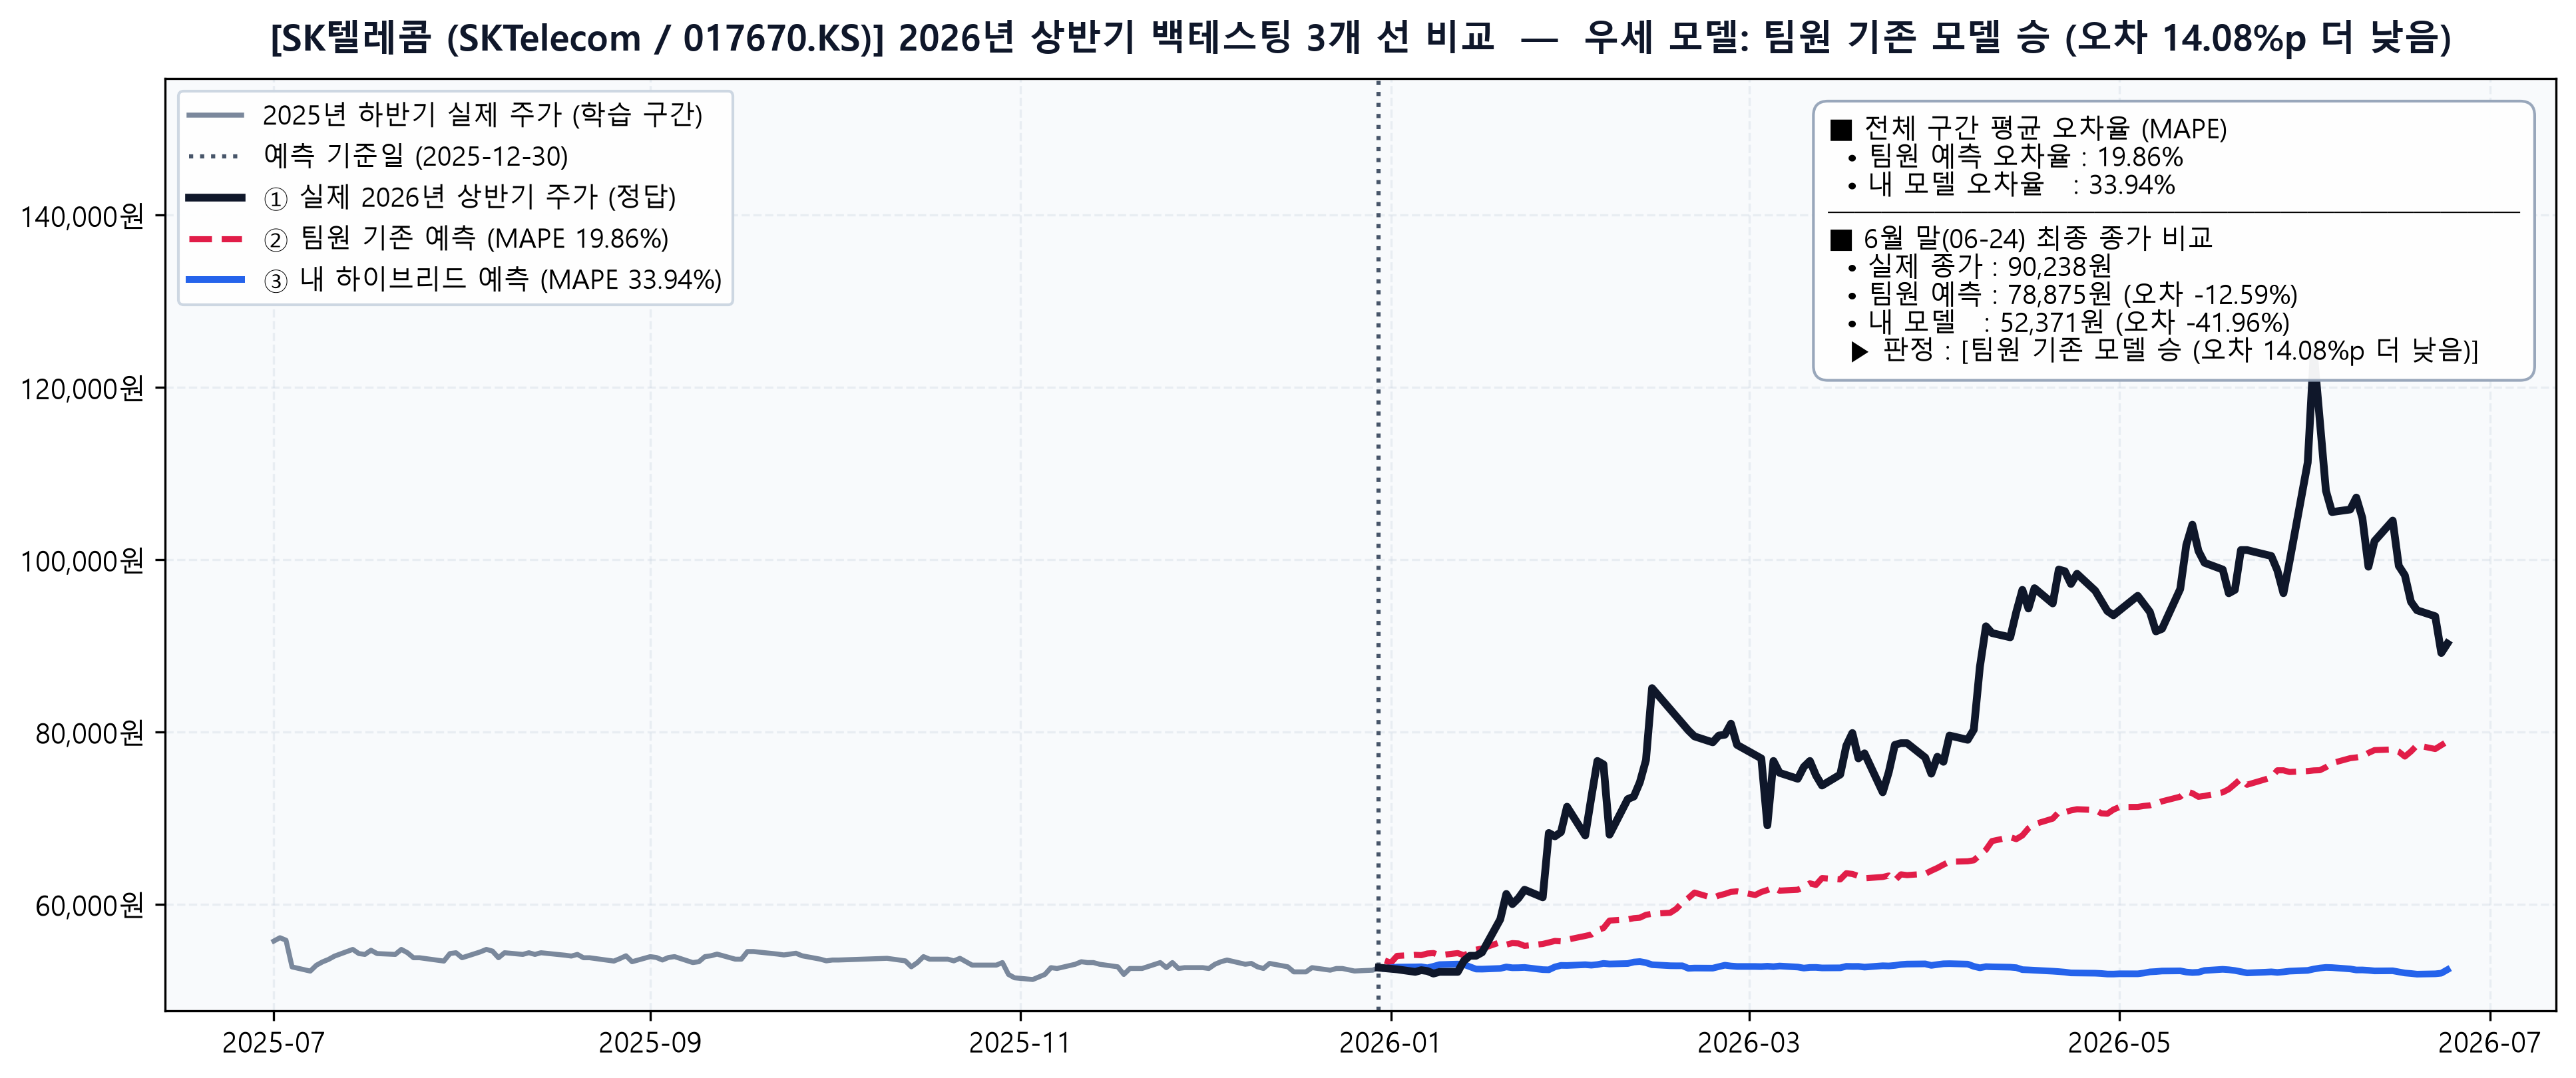 [SK텔레콤 (SKTelecom / 017670.KS)] 2026년 상반기 백테스팅 3개 선 비교 — 우세 모델: 팀원 기존 모델 승 (오차 14.08%p 더 낮음)
2025년 하반기 실제 주가 (학습 구간)
예측 기준일 (2025-12-30)
① 실제 2026년 상반기 주가 (정답)
② 팀원 기존 예측 (MAPE 19.86%)
③ 내 하이브리드 예측 (MAPE 33.94%)
■ 전체 구간 평균 오차율 (MAPE)
• 팀원 예측 오차율 : 19.86%
• 내 모델 오차율 : 33.94%
■ 6월 말(06-24) 최종 종가 비교
• 실제 종가 : 90,238원
• 팀원 예측 : 78,875원 (오차 -12.59%)
• 내 모델 : 52,371원 (오차 -41.96%)
▶ 판정 : [팀원 기존 모델 승 (오차 14.08%p 더 낮음)]
140,000원
120,000원
100,000원
80,000원
60,000원
2025-07
2025-09
2025-11
2026-01
2026-03
2026-05
2026-07